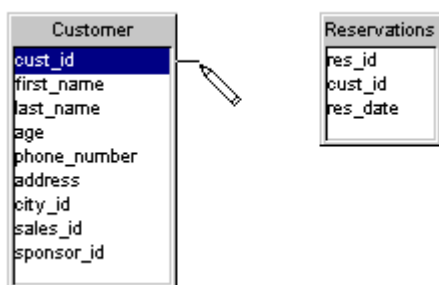 Customer
cust_id
first_name
last_name
age
phone_number
address
city_id
sales_id
sponsor_id
Reservations
res_id
cust_id
res_date